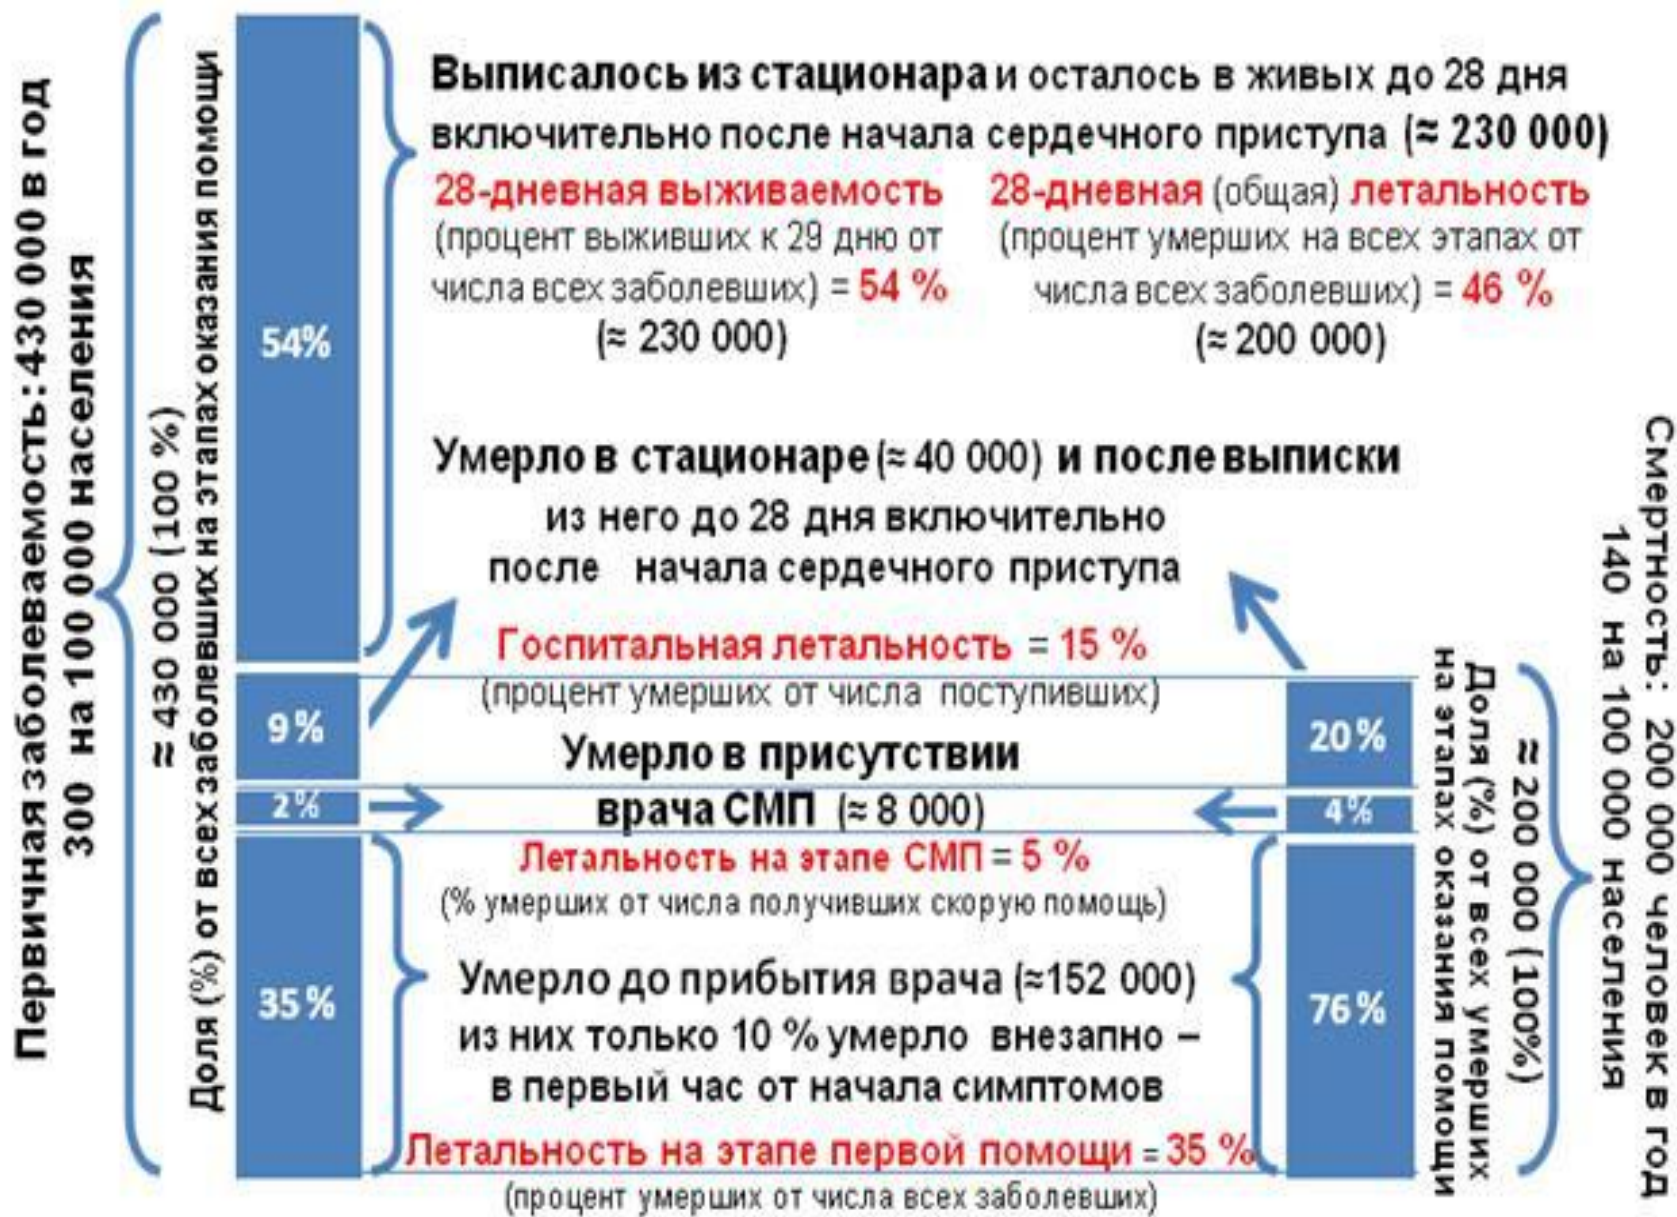 Первичная заболеваемость: 430 000 в год
300 на 100 000 населения
≈ 430 000 (100 %)
Доля (%) от всех заболевших на этапах оказания помощи
54%
9%
2%
35%
Выписалось из стационара и осталось в живых до 28 дня
включительно после начала сердечного приступа (≈ 230 000)
28-дневная выживаемость
(процент выживших к 29 дню от
числа всех заболевших) = 54 %
(≈ 230 000)
28-дневная (общая) летальность
(процент умерших на всех этапах от
числа всех заболевших) = 46 %
(≈ 200 000)
Умерло в стационаре (≈ 40 000) и после выписки
из него до 28 дня включительно
после начала сердечного приступа
Госпитальная летальность = 15 %
(процент умерших от числа поступивших)
Умерло в присутствии
врача СМП (≈ 8 000)
Летальность на этапе СМП = 5 %
(% умерших от числа получивших скорую помощь)
Умерло до прибытия врача (≈152 000)
из них только 10 % умерло внезапно –
в первый час от начала симптомов
Летальность на этапе первой помощи = 35 %
(процент умерших от числа всех заболевших)
20%
4%
76%
Доля (%) от всех умерших
на этапах оказания помощи
≈ 200 000 (100%)
Смертность: 200 000 человек в год
140 на 100 000 населения